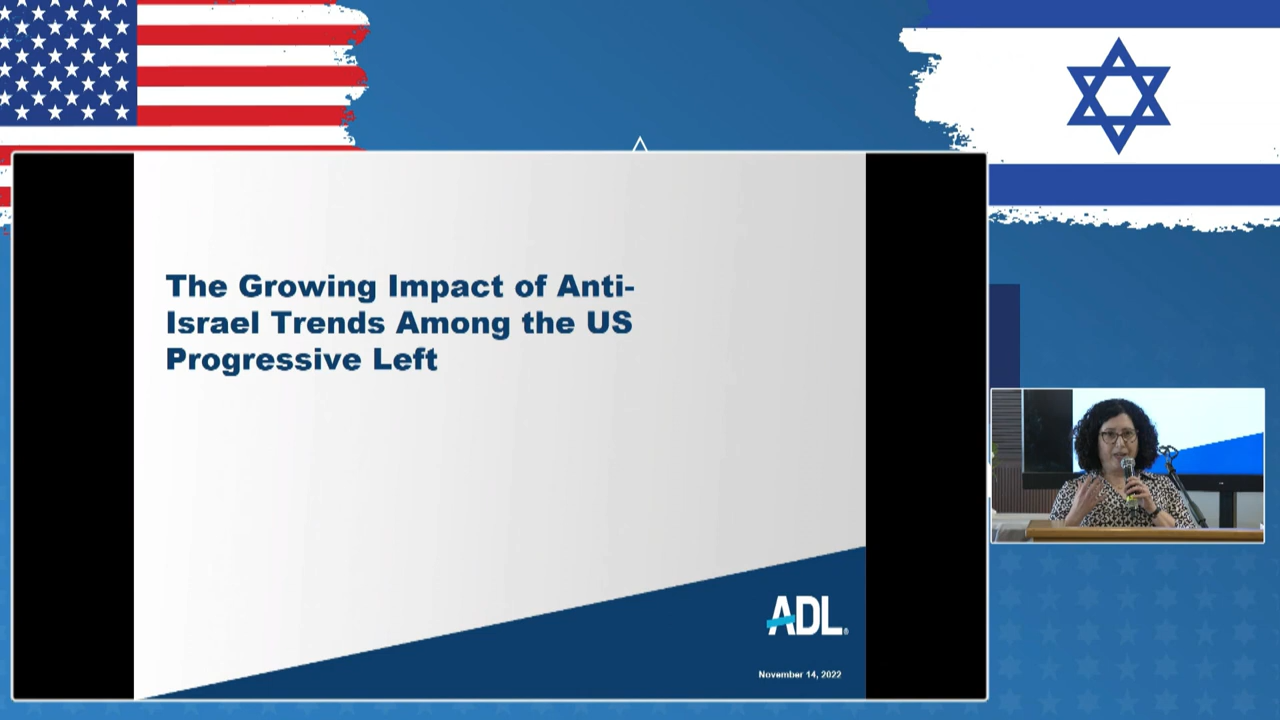 The Growing Impact of Anti-
Israel Trends Among the US
Progressive Left
ADL®
November 14, 2022